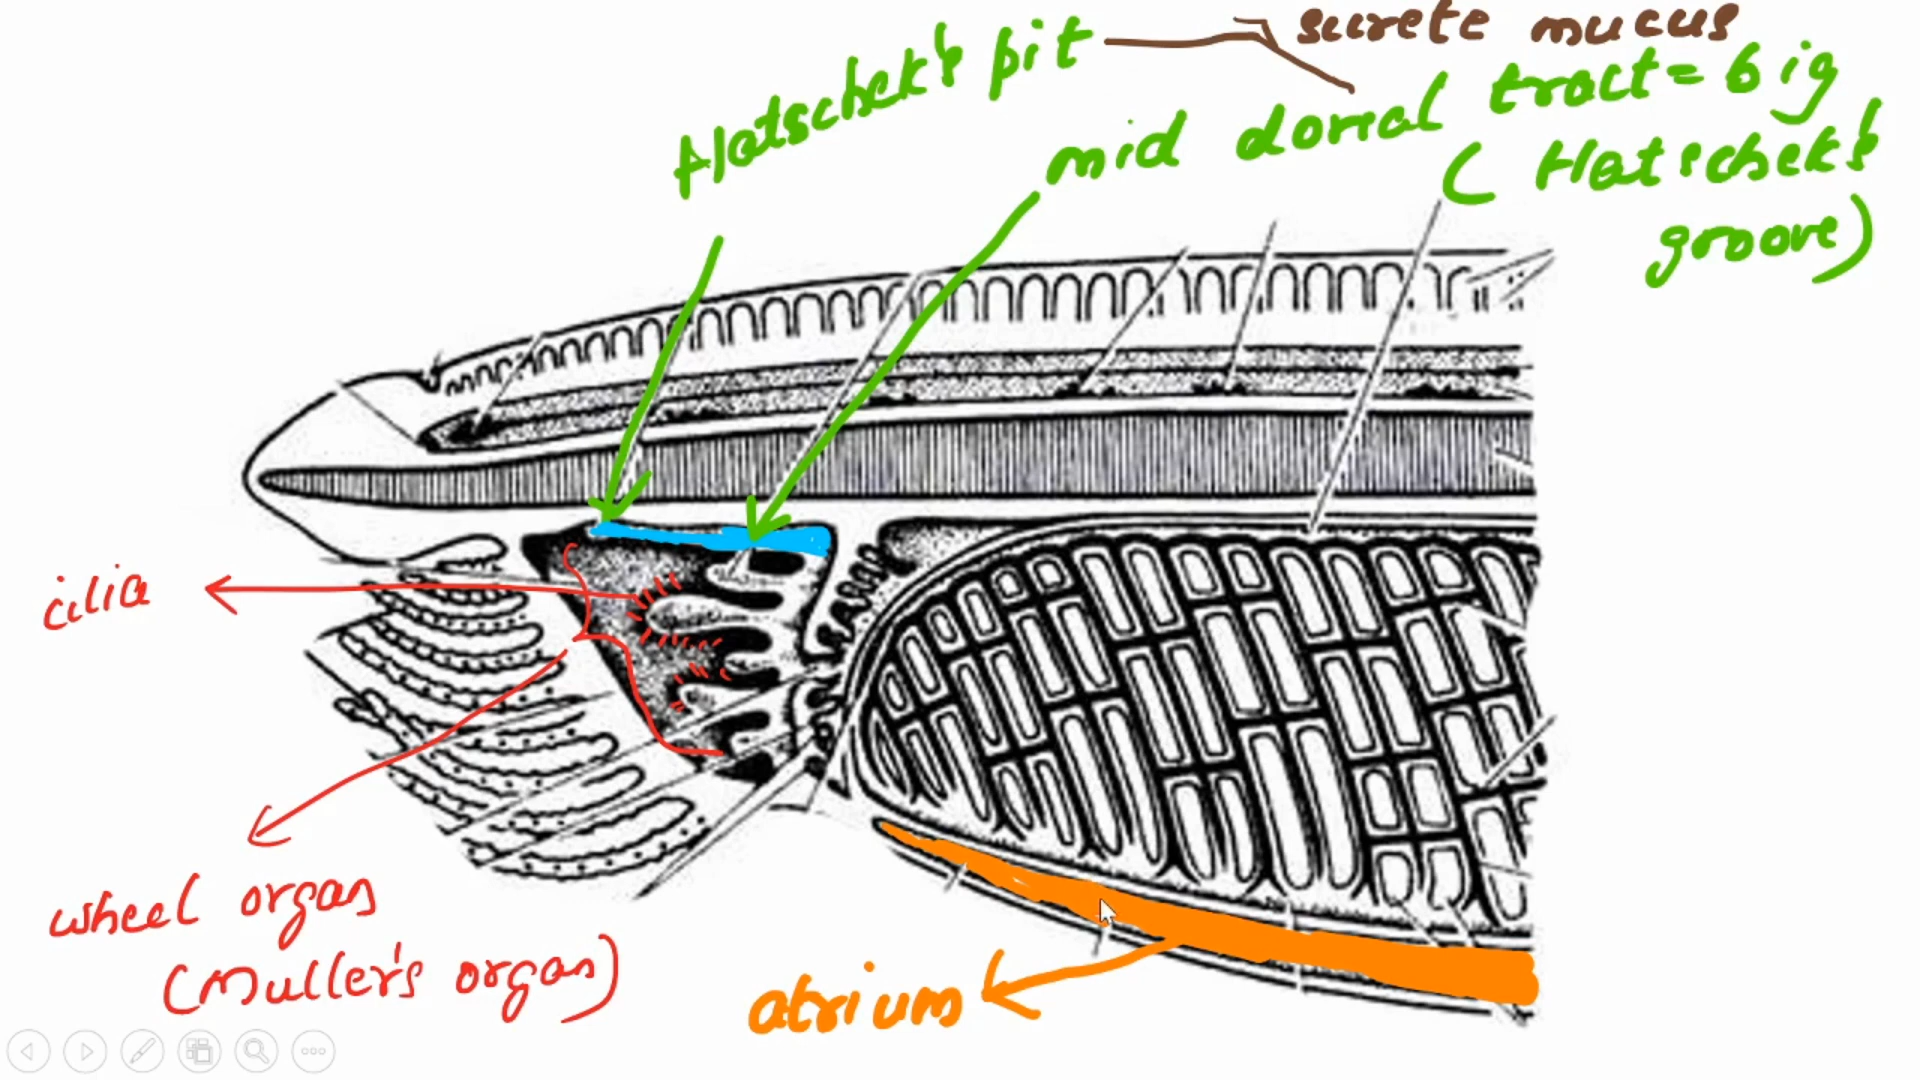 Hatschek's pit
secrete mucus
mid dorsal tract = big
( Hatschek's
groove)
cilia
wheel organ
(Muller's organ)
atrium